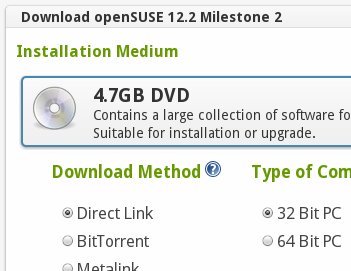 Download openSUSE 12.2 Milestone 2
Installation Medium
4.7GB DVD
Contains a large collection of software fo
Suitable for installation or upgrade.
Download Method ? Type of Com
Direct Link 32 Bit PC
BitTorrent 64 Bit PC
Metalink